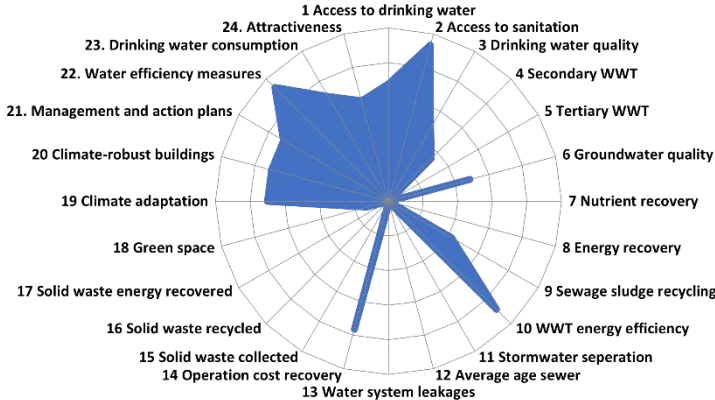 1 Access to drinking water
2 Access to sanitation
3 Drinking water quality
4 Secondary WWT
5 Tertiary WWT
6 Groundwater quality
7 Nutrient recovery
8 Energy recovery
9 Sewage sludge recycling
10 WWT energy efficiency
11 Stormwater seperation
12 Average age sewer
13 Water system leakages
14 Operation cost recovery
15 Solid waste collected
16 Solid waste recycled
17 Solid waste energy recovered
18 Green space
19 Climate adaptation
20 Climate-robust buildings
21. Management and action plans
22. Water efficiency measures
23. Drinking water consumption
24. Attractiveness